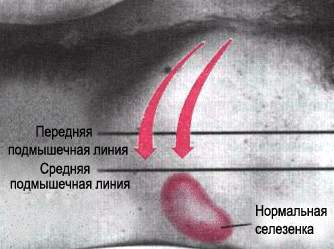 Передняя
подмышечная линия
Средняя
подмышечная линия
Нормальная
селезенка